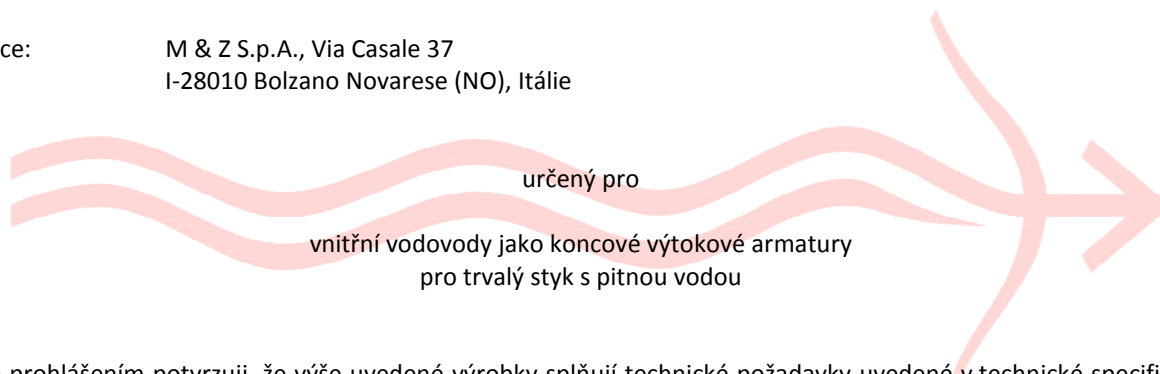 ce: M & Z S.p.A., Via Casale 37
I-28010 Bolzano Novarese (NO), Itálie
určený pro
vnitřní vodovody jako koncové výtokové armatury
pro trvalý styk s pitnou vodou
prohlášením potvrzuji, že výše uvedené výrobky splňují technické požadavky uvedené v technické specifi